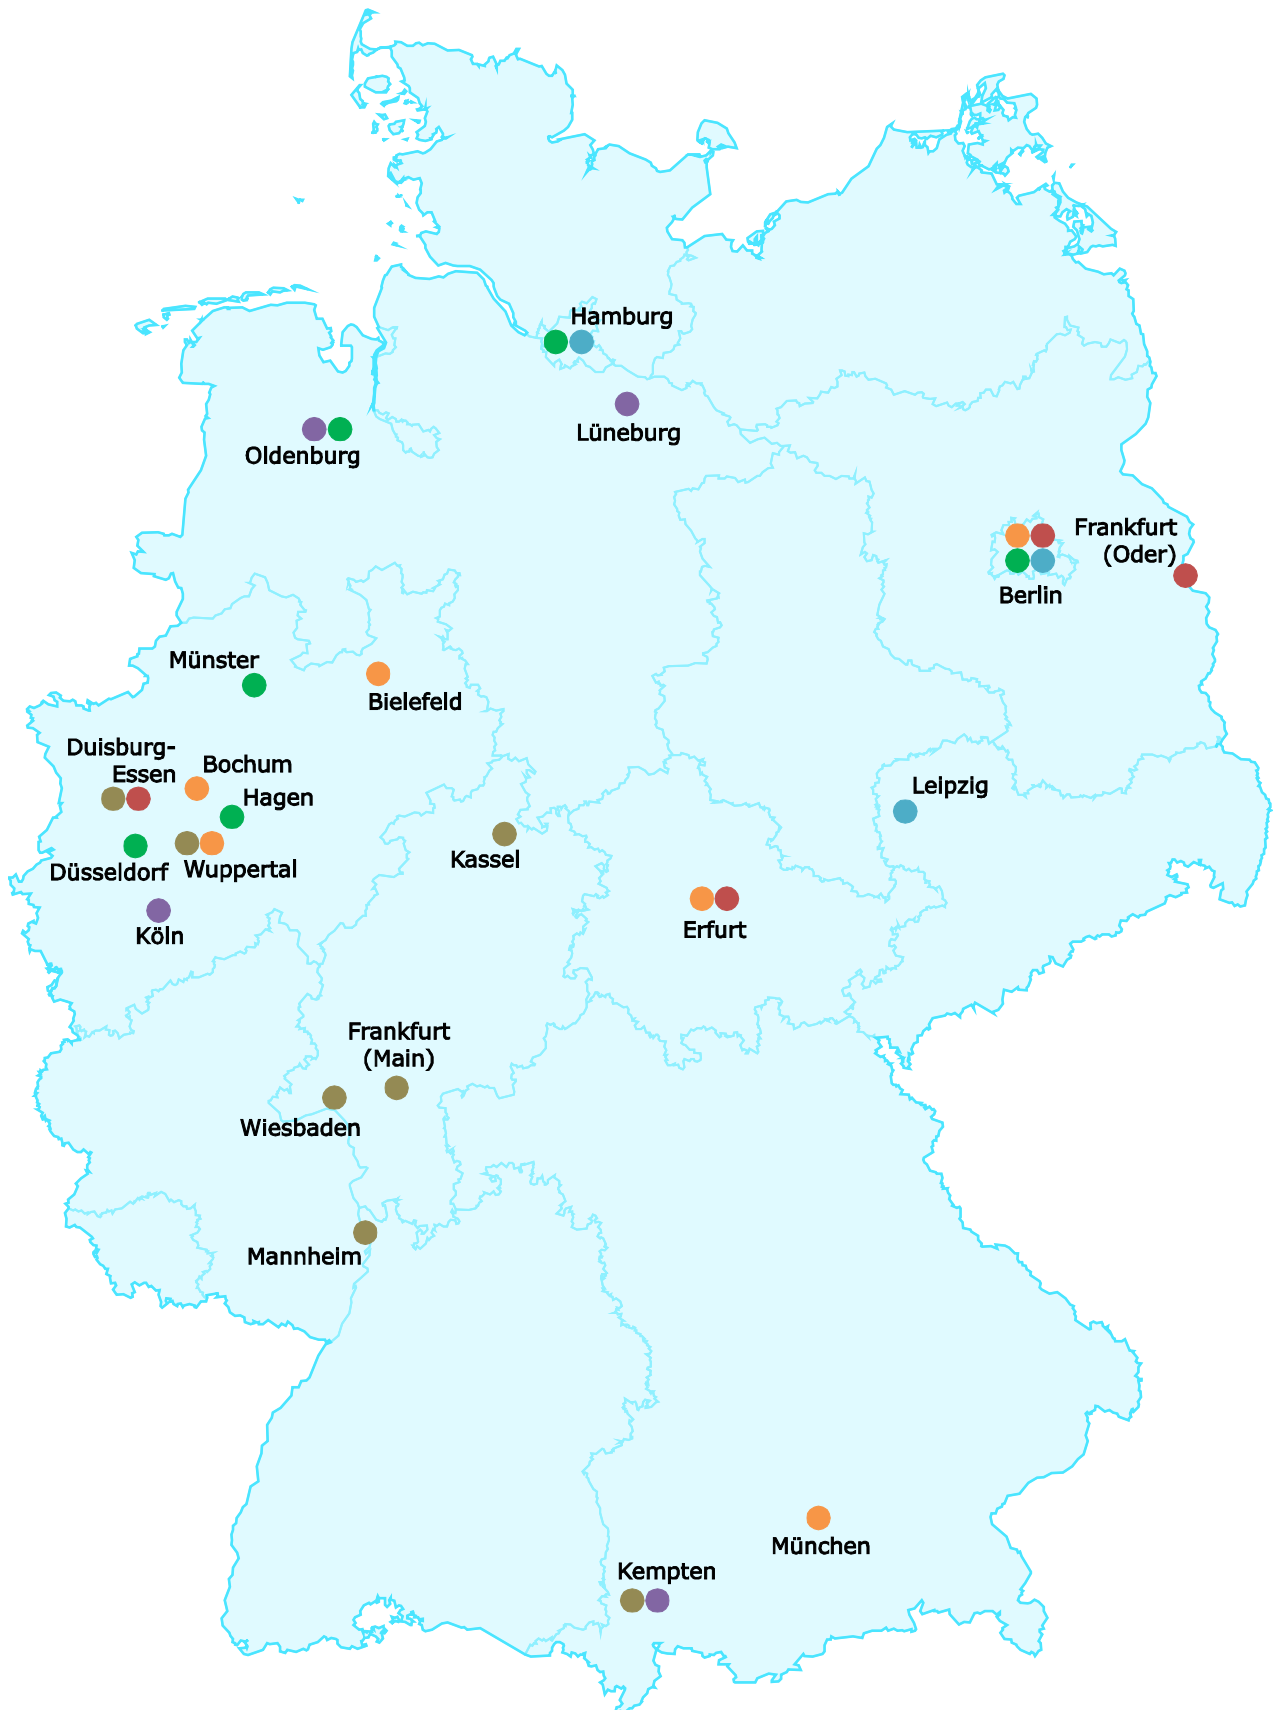 Hamburg
Lüneburg
Oldenburg
Frankfurt
(Oder)
Berlin
Münster
Bielefeld
Duisburg-
Essen
Bochum
Hagen
Leipzig
Düsseldorf
Wuppertal
Kassel
Köln
Erfurt
Frankfurt
(Main)
Wiesbaden
Mannheim
München
Kempten